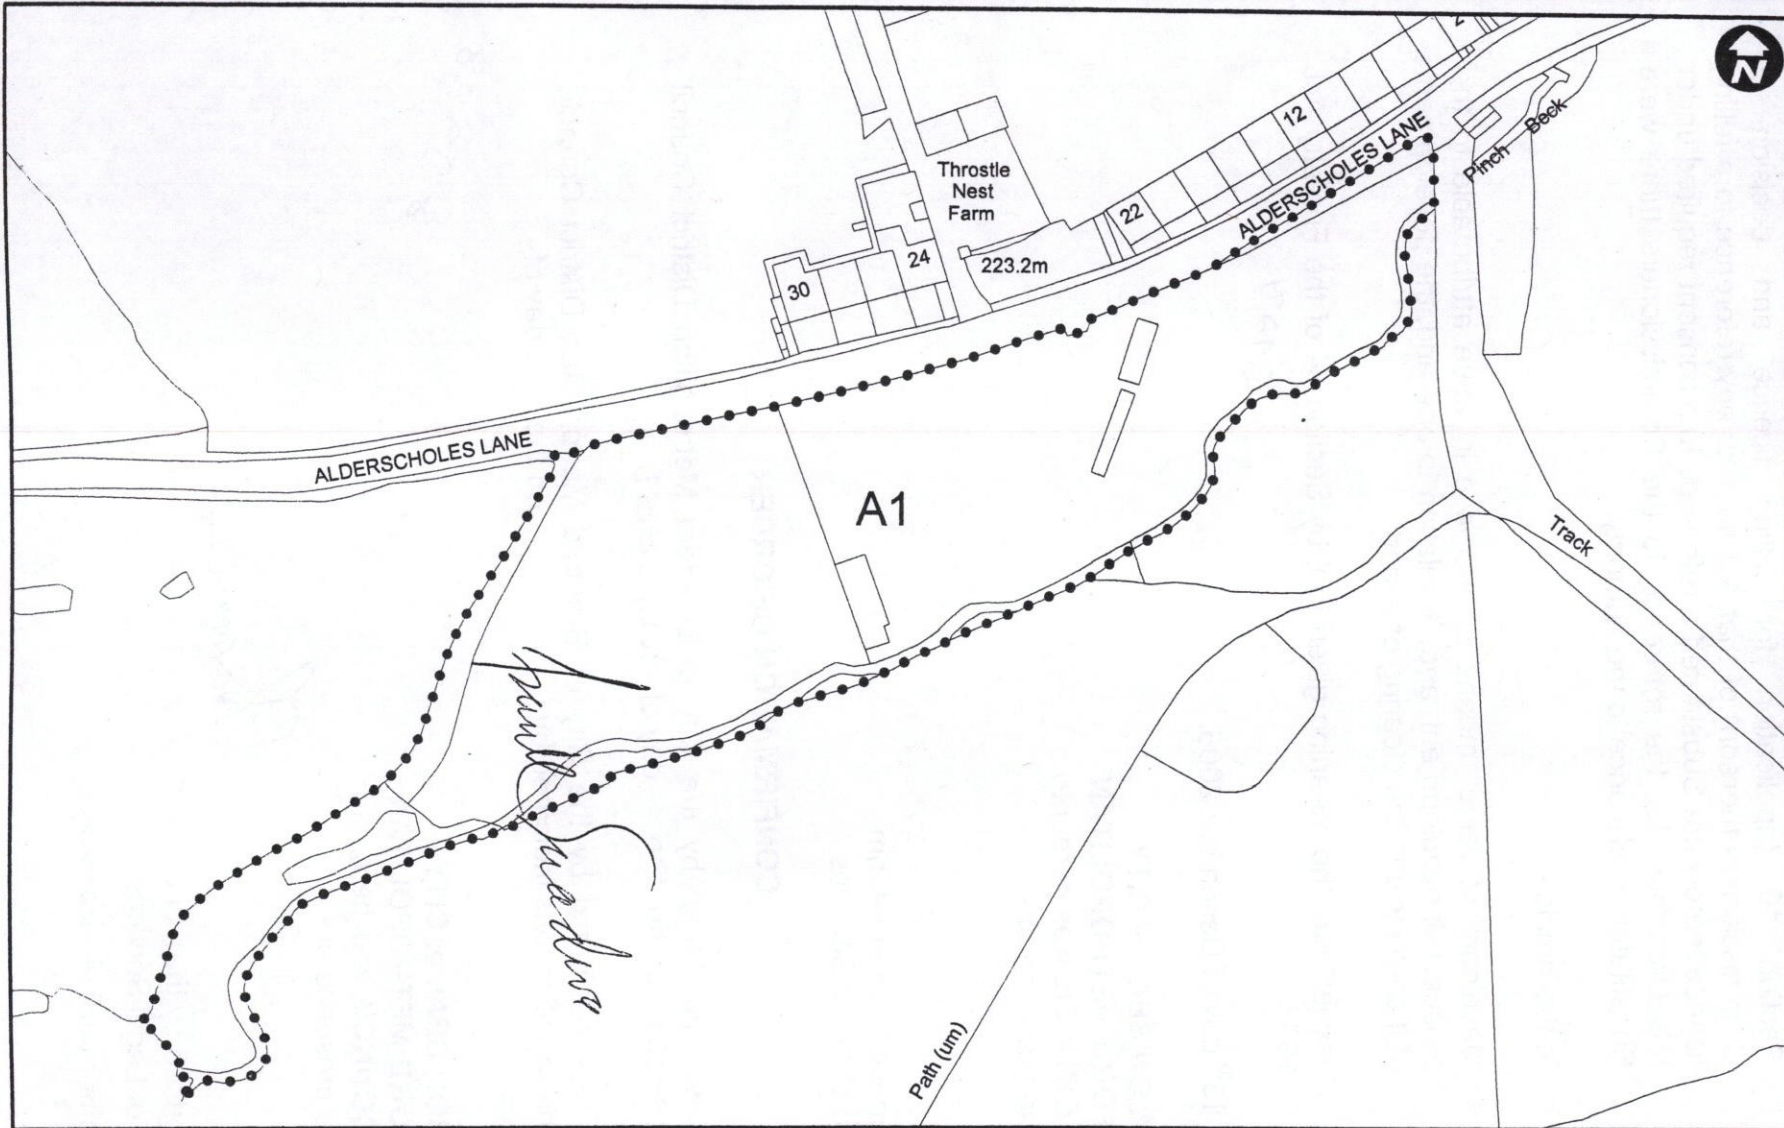 N
2
12
Pinch Beck
ALDERSCHOLES LANE
Throstle
Nest
Farm
22
24
223.2m
30
ALDERSCHOLES LANE
A1
Track
Path (um)